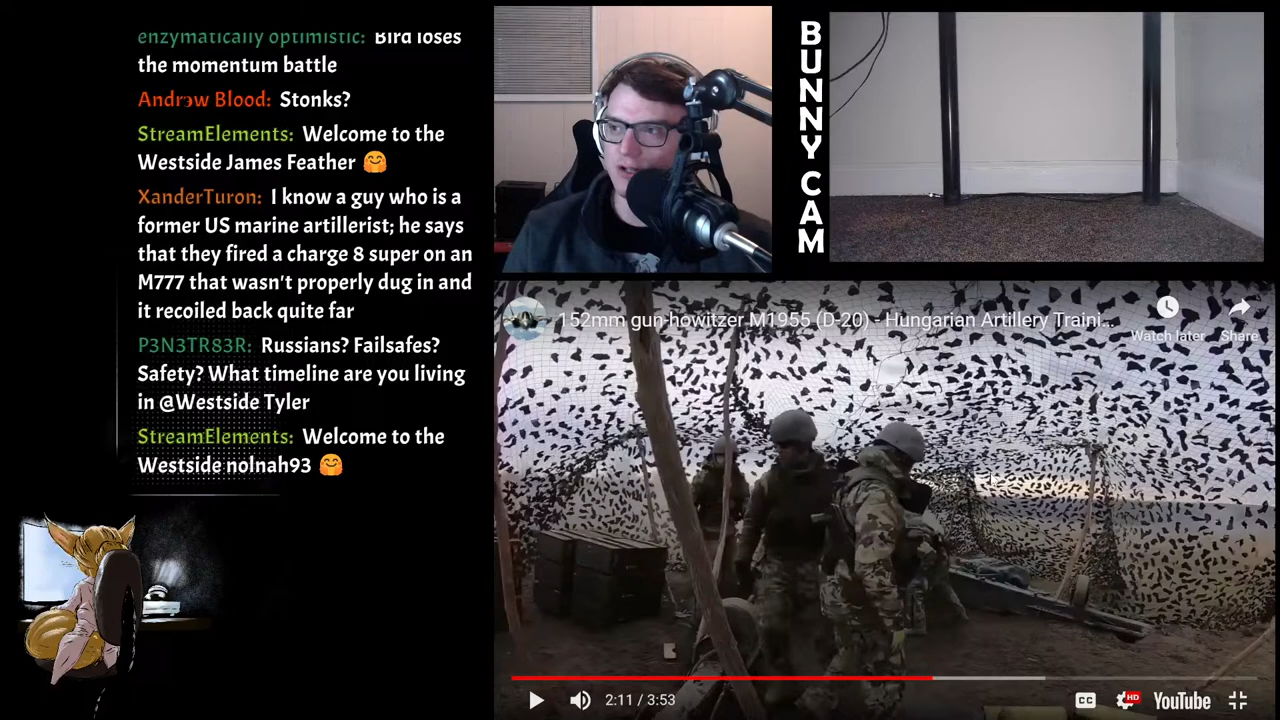 enzymatically optimistic: Bird loses
the momentum battle
Andrew Blood: Stonks?
StreamElements: Welcome to the
Westside James Feather 🤗
XanderTuron: I know a guy who is a
former US marine artillerist; he says
that they fired a charge 8 super on an
M777 that wasn't properly dug in and
it recoiled back quite far
P3N3TR83R: Russians? Failsafes?
Safety? What timeline are you living
in @Westside Tyler
StreamElements: Welcome to the
Westside nolnah93 🤗
BUNNY CAM
152mm gun-howitzer M1955 (D-20) - Hungarian Artillery Traini...
Watch later
Share
2:11 / 3:53
CC
HD
YouTube